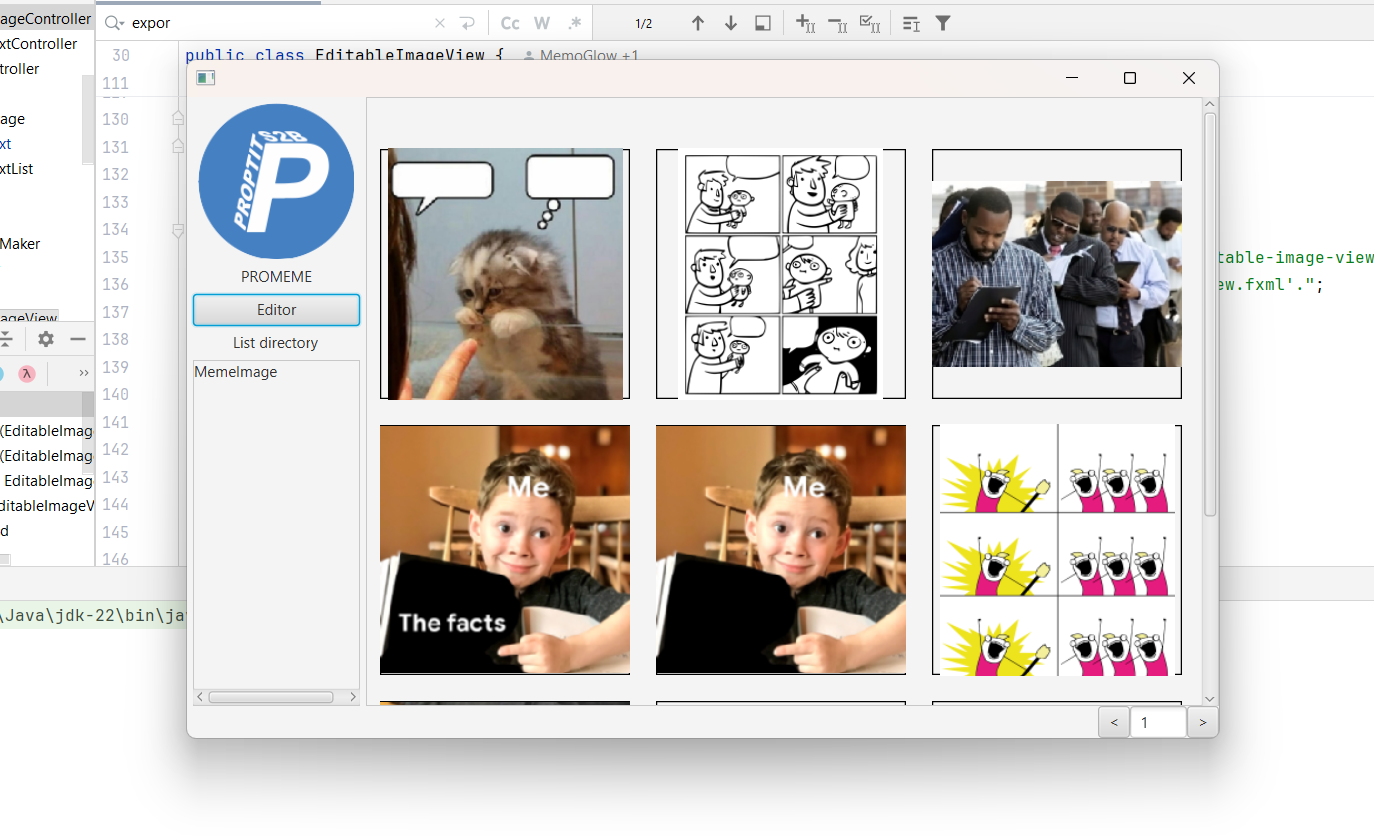 ageController
xtController
troller
age
xt
xtList
Maker
ageView
(EditableImag
(EditableImag
EditableImag
ditableImageV
d
expor
Cc W .*
1/2
30 public class EditableImageView { MemoGlow +1
111
130
131
132
133
134
135
136
137
138
139
140
141
142
143
144
145
146
table-image-view
ew.fxml'.";
\Java\jdk-22\bin\jav
PROPTIT S2B
P
PROMEME
Editor
List directory
MemeImage
Me
The facts
Me
< 1 >